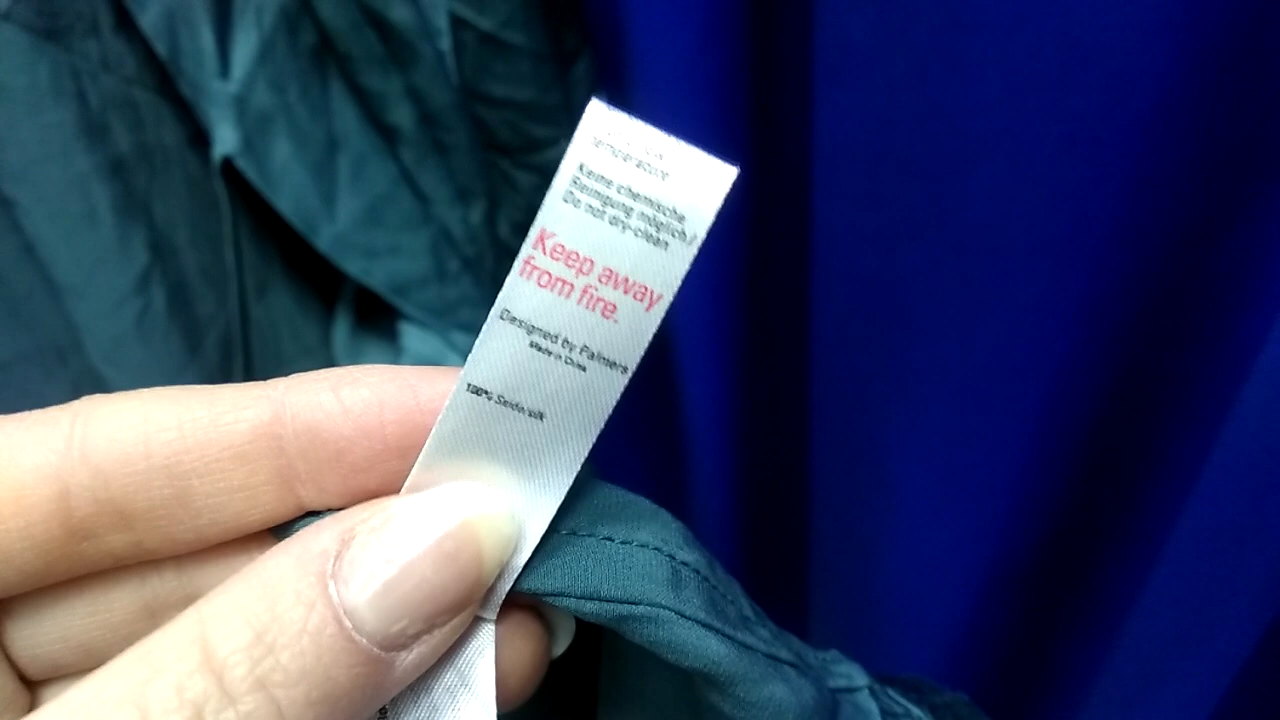 temperature
Keine chemische
Reinigung möglich/
Do not dry-clean
Keep away
from fire.
Designed by Palmers
Made in China
100% Seide/silk